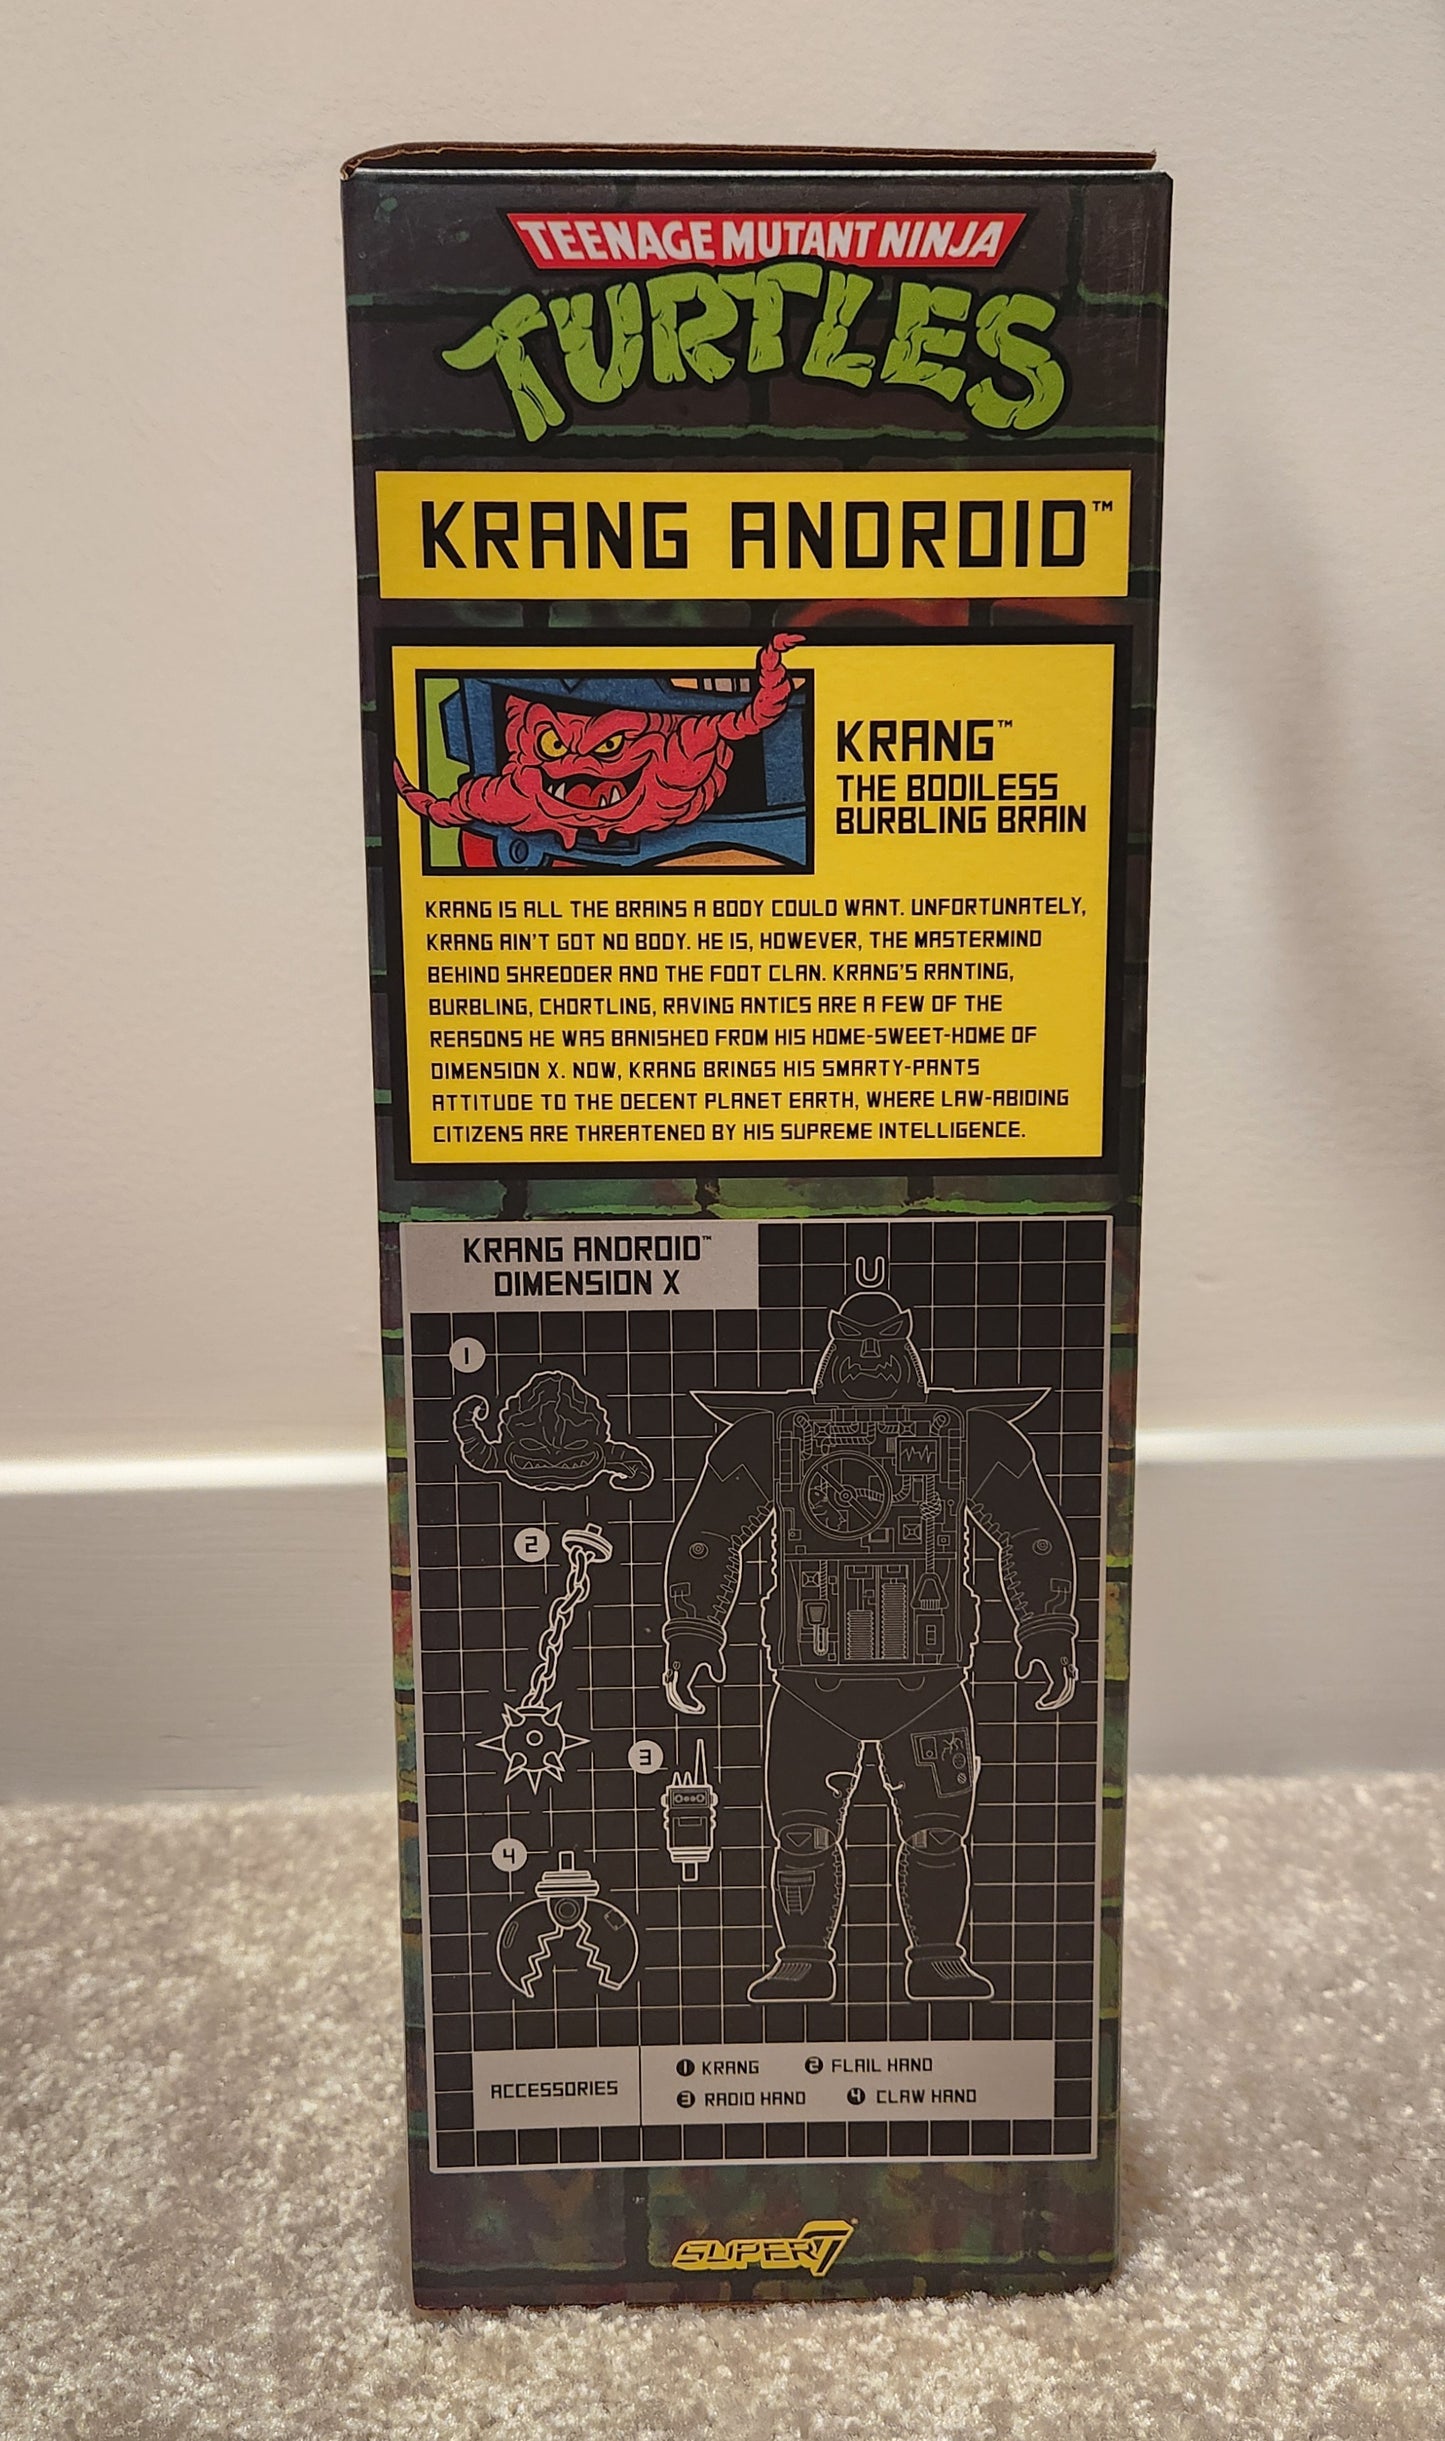 TEENAGE MUTANT NINJA
TURTLES
KRANG ANDROID™
KRANG™
THE BODILESS
BURBLING BRAIN
KRANG IS ALL THE BRAINS A BODY COULD WANT. UNFORTUNATELY,
KRANG AIN'T GOT NO BODY. HE IS, HOWEVER, THE MASTERMIND
BEHIND SHREDDER AND THE FOOT CLAN. KRANG'S RANTING,
BURBLING, CHORTLING, RAVING ANTICS ARE A FEW OF THE
REASONS HE WAS BANISHED FROM HIS HOME-SWEET-HOME OF
DIMENSION X. NOW, KRANG BRINGS HIS SMARTY-PANTS
ATTITUDE TO THE DECENT PLANET EARTH, WHERE LAW-ABIDING
CITIZENS ARE THREATENED BY HIS SUPREME INTELLIGENCE.
KRANG ANDROID™
DIMENSION X
1
2
3
4
ACCESSORIES
1 KRANG 2 FLAIL HAND
3 RADIO HAND 4 CLAW HAND
SUPER7